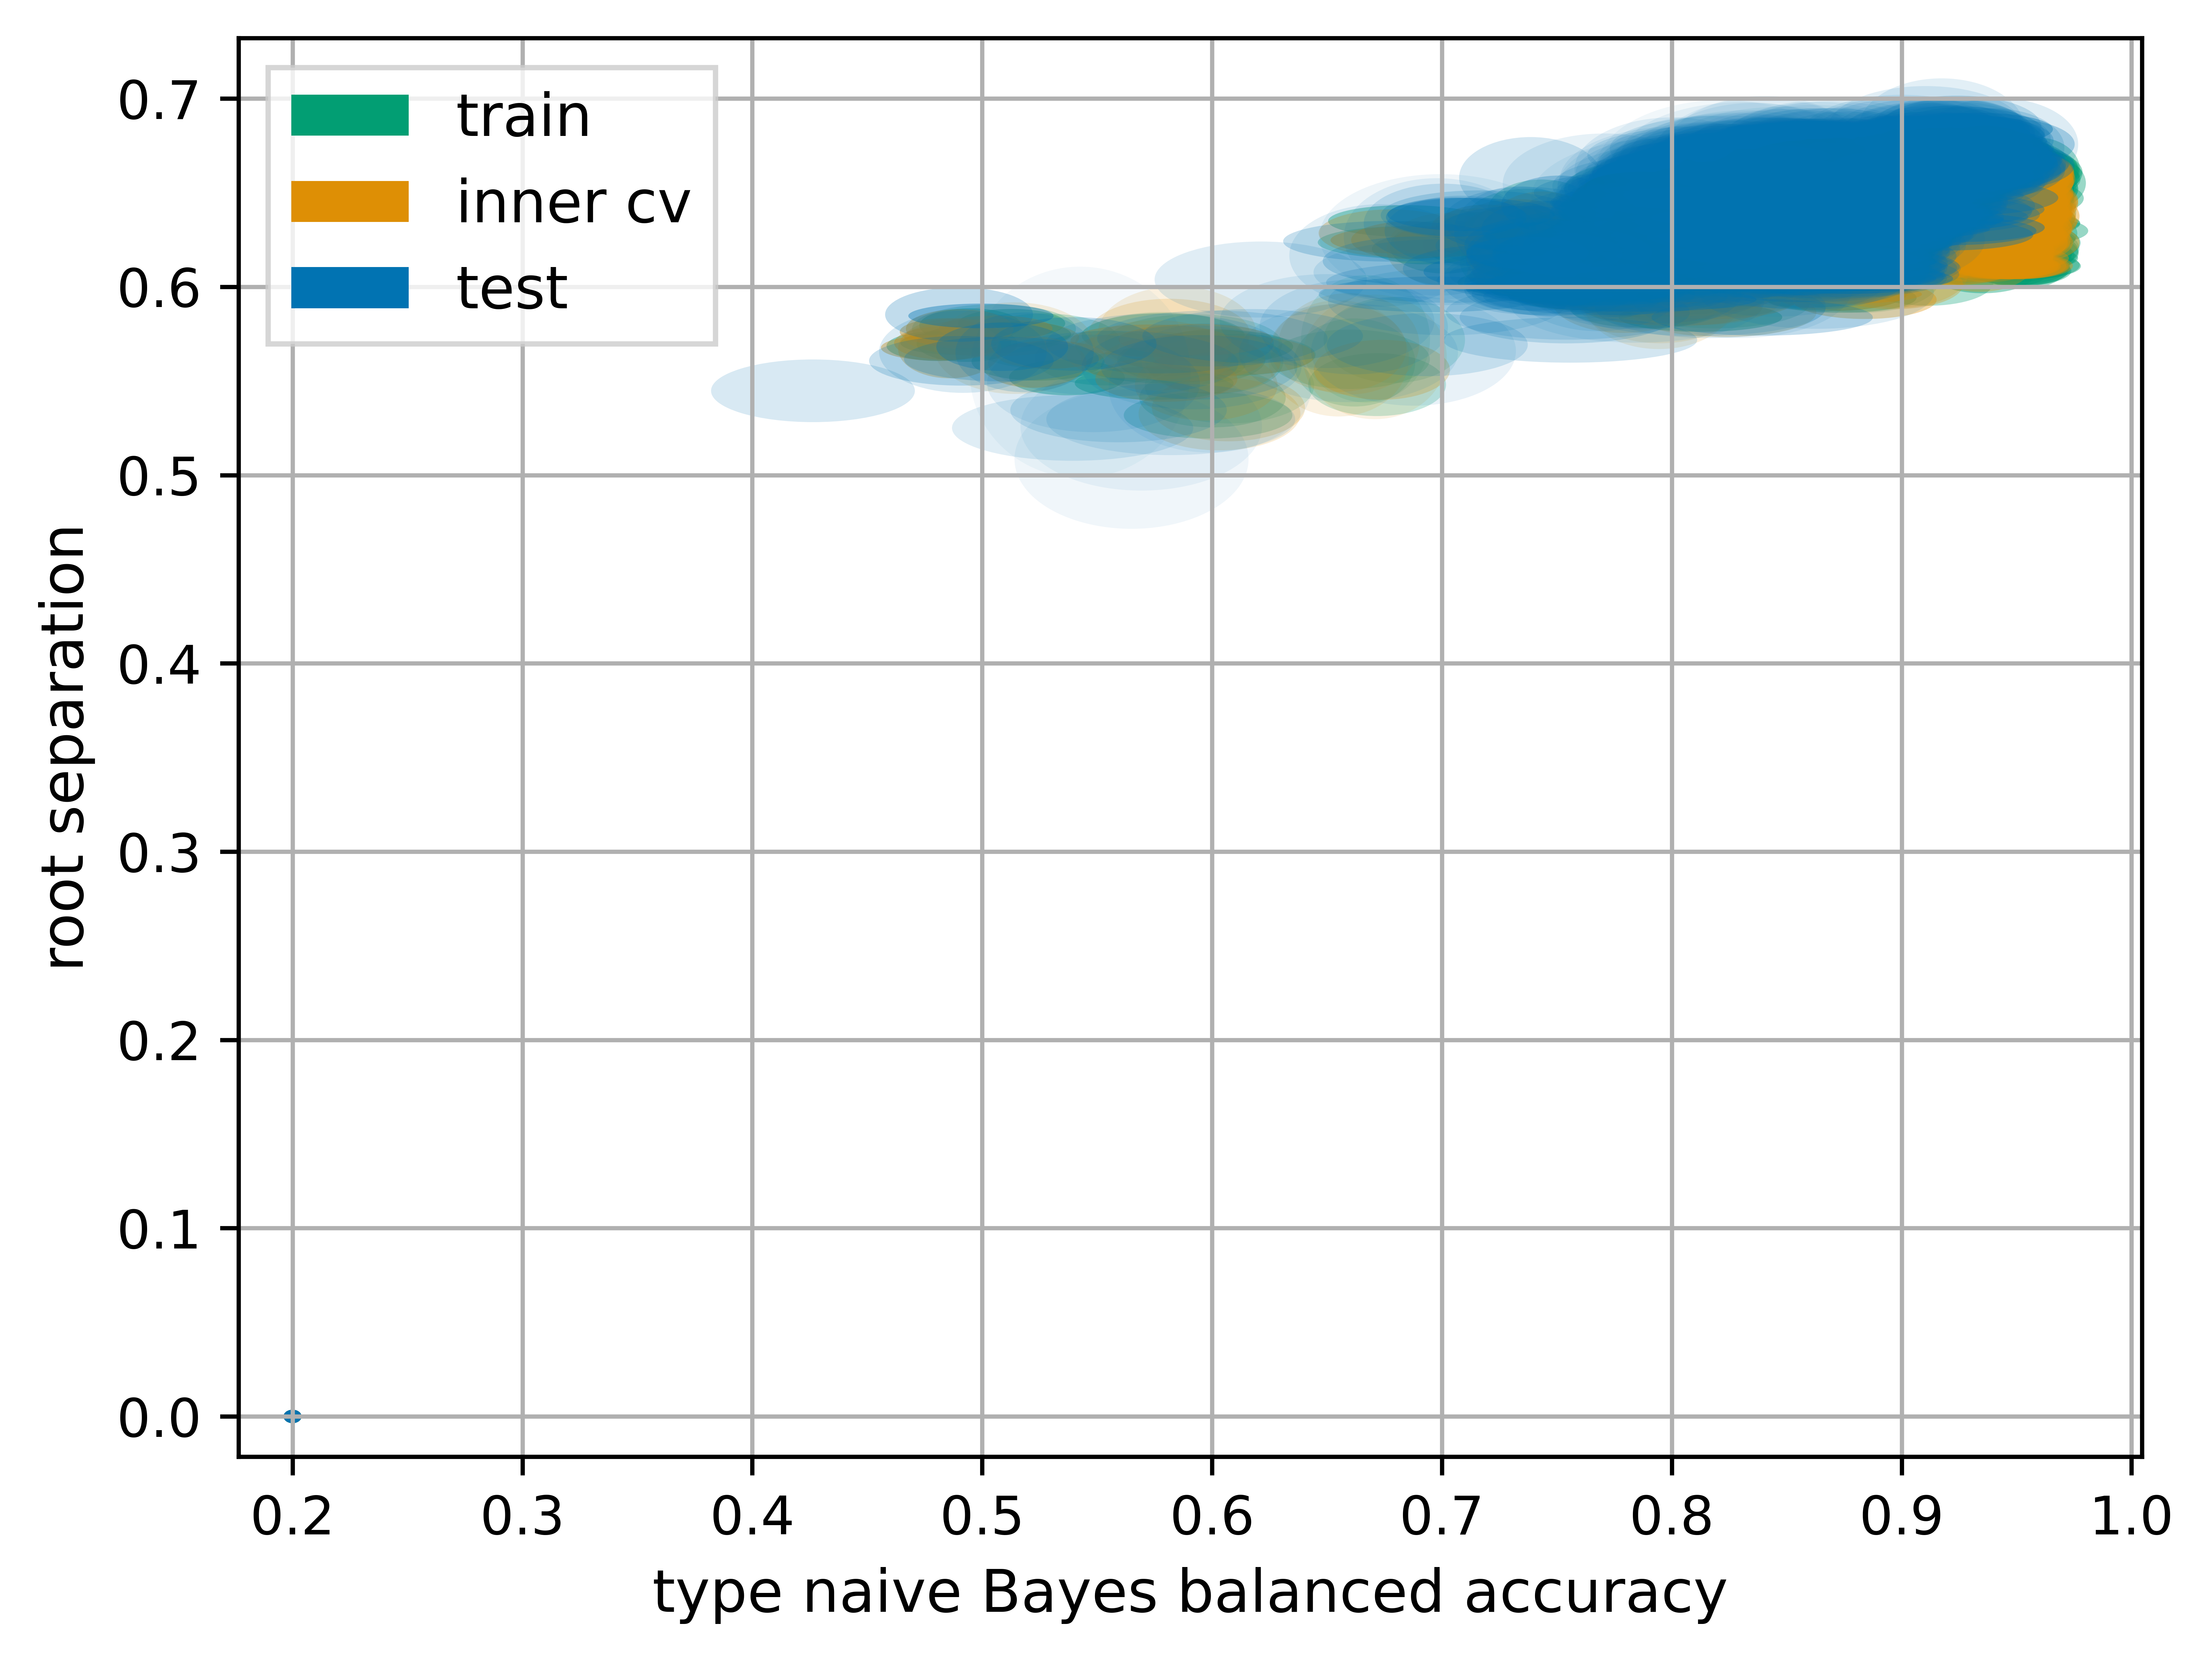 train
inner cv
test
root separation
0.7
0.6
0.5
0.4
0.3
0.2
0.1
0.0
0.2 0.3 0.4 0.5 0.6 0.7 0.8 0.9 1.0
type naive Bayes balanced accuracy